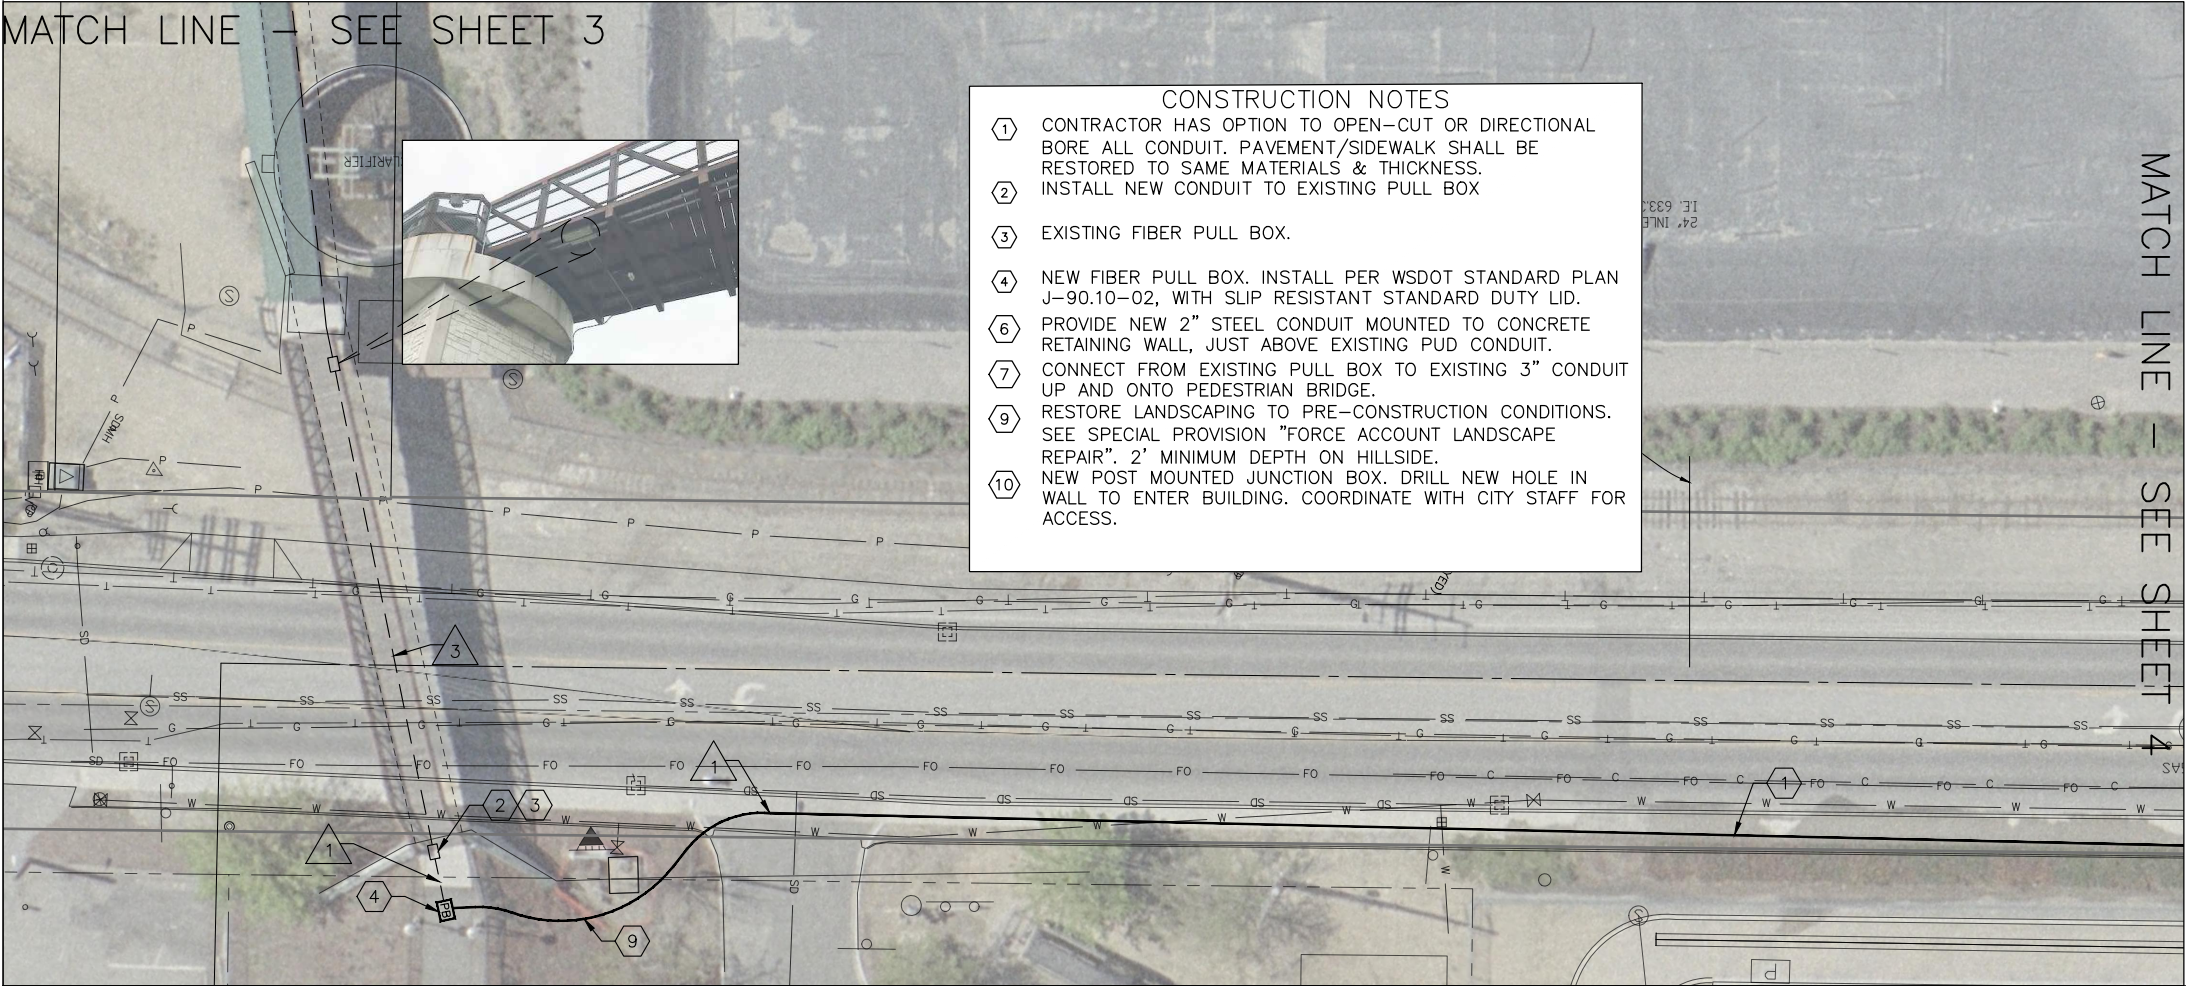 MATCH LINE - SEE SHEET 3
CONSTRUCTION NOTES
1 CONTRACTOR HAS OPTION TO OPEN-CUT OR DIRECTIONAL
BORE ALL CONDUIT. PAVEMENT/SIDEWALK SHALL BE
RESTORED TO SAME MATERIALS & THICKNESS.
2 INSTALL NEW CONDUIT TO EXISTING PULL BOX
3 EXISTING FIBER PULL BOX.
4 NEW FIBER PULL BOX. INSTALL PER WSDOT STANDARD PLAN
J-90.10-02, WITH SLIP RESISTANT STANDARD DUTY LID.
6 PROVIDE NEW 2" STEEL CONDUIT MOUNTED TO CONCRETE
RETAINING WALL, JUST ABOVE EXISTING PUD CONDUIT.
7 CONNECT FROM EXISTING PULL BOX TO EXISTING 3" CONDUIT
UP AND ONTO PEDESTRIAN BRIDGE.
9 RESTORE LANDSCAPING TO PRE-CONSTRUCTION CONDITIONS.
SEE SPECIAL PROVISION "FORCE ACCOUNT LANDSCAPE
REPAIR". 2' MINIMUM DEPTH ON HILLSIDE.
10 NEW POST MOUNTED JUNCTION BOX. DRILL NEW HOLE IN
WALL TO ENTER BUILDING. COORDINATE WITH CITY STAFF FOR
ACCESS.
MATCH LINE - SEE SHEET 4
3
1
1
2 3
1
4
PB
9